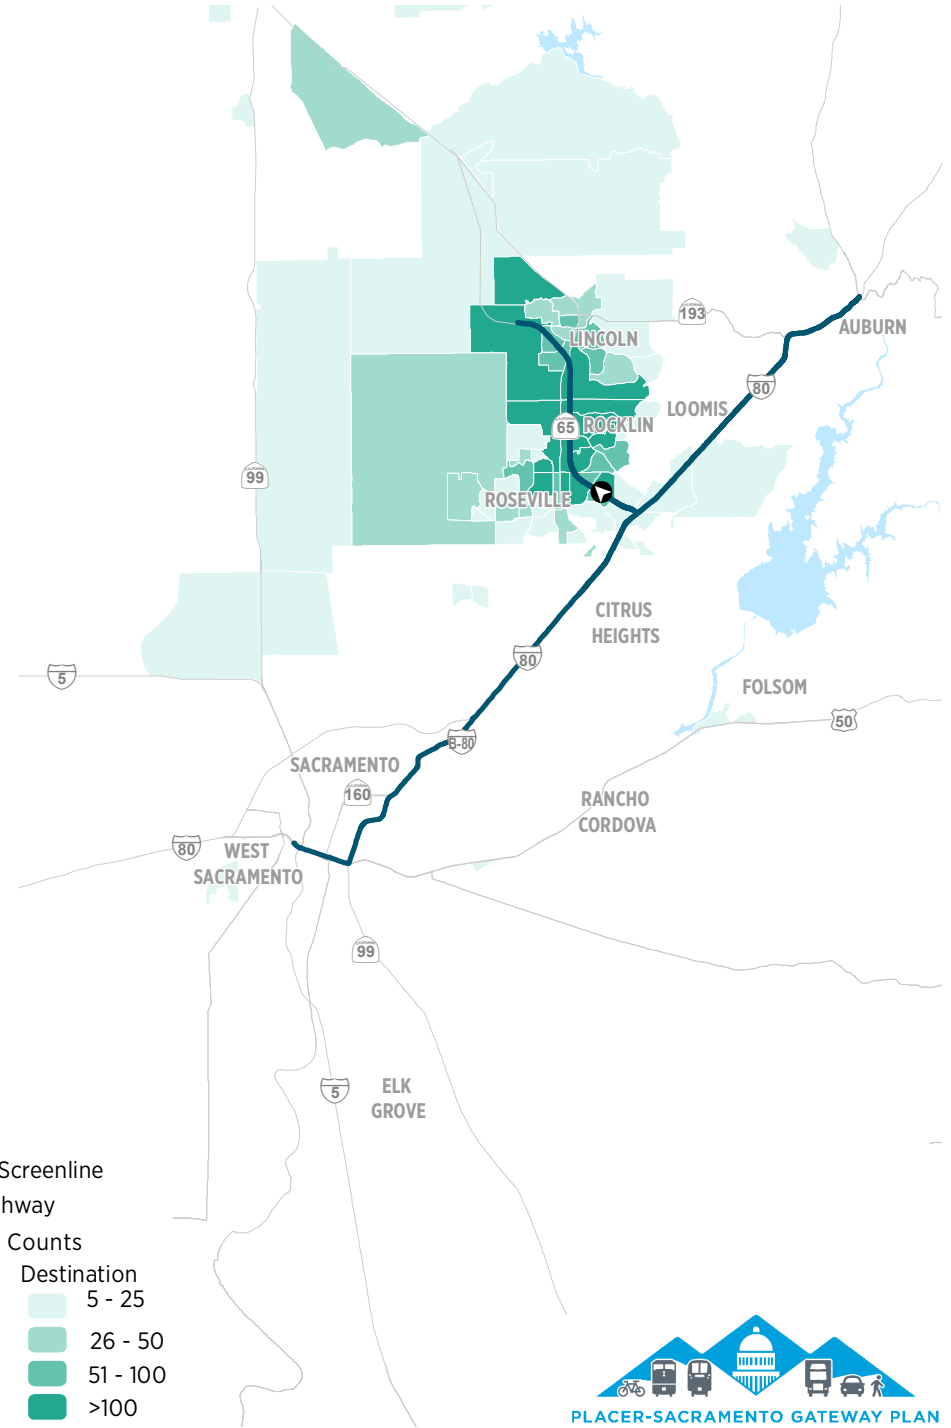 193
AUBURN
LINCOLN
80
LOOMIS
65
ROCKLIN
99
ROSEVILLE
CITRUS
HEIGHTS
80
5
FOLSOM
50
B-80
SACRAMENTO
160
RANCHO
CORDOVA
80
WEST
SACRAMENTO
99
5
ELK
GROVE
Screenline
hway
Counts
Destination
5 - 25
26 - 50
51 - 100
>100
PLACER-SACRAMENTO GATEWAY PLAN